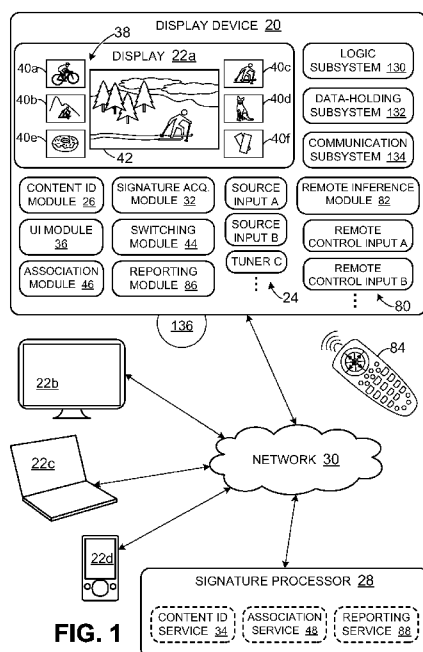 DISPLAY DEVICE 20
DISPLAY 22a
38
40a
40b
40e
40c
40d
40f
42
LOGIC
SUBSYSTEM 130
DATA-HOLDING
SUBSYSTEM 132
COMMUNICATION
SUBSYSTEM 134
CONTENT ID
MODULE 26
SIGNATURE ACQ.
MODULE 32
SOURCE
INPUT A
REMOTE INFERENCE
MODULE 82
UI MODULE
36
SWITCHING
MODULE 44
SOURCE
INPUT B
REMOTE
CONTROL INPUT A
ASSOCIATION
MODULE 46
REPORTING
MODULE 86
TUNER C
REMOTE
CONTROL INPUT B
24
80
136
84
22b
22c
22d
NETWORK 30
SIGNATURE PROCESSOR 28
CONTENT ID
SERVICE 34
ASSOCIATION
SERVICE 48
REPORTING
SERVICE 88
FIG. 1